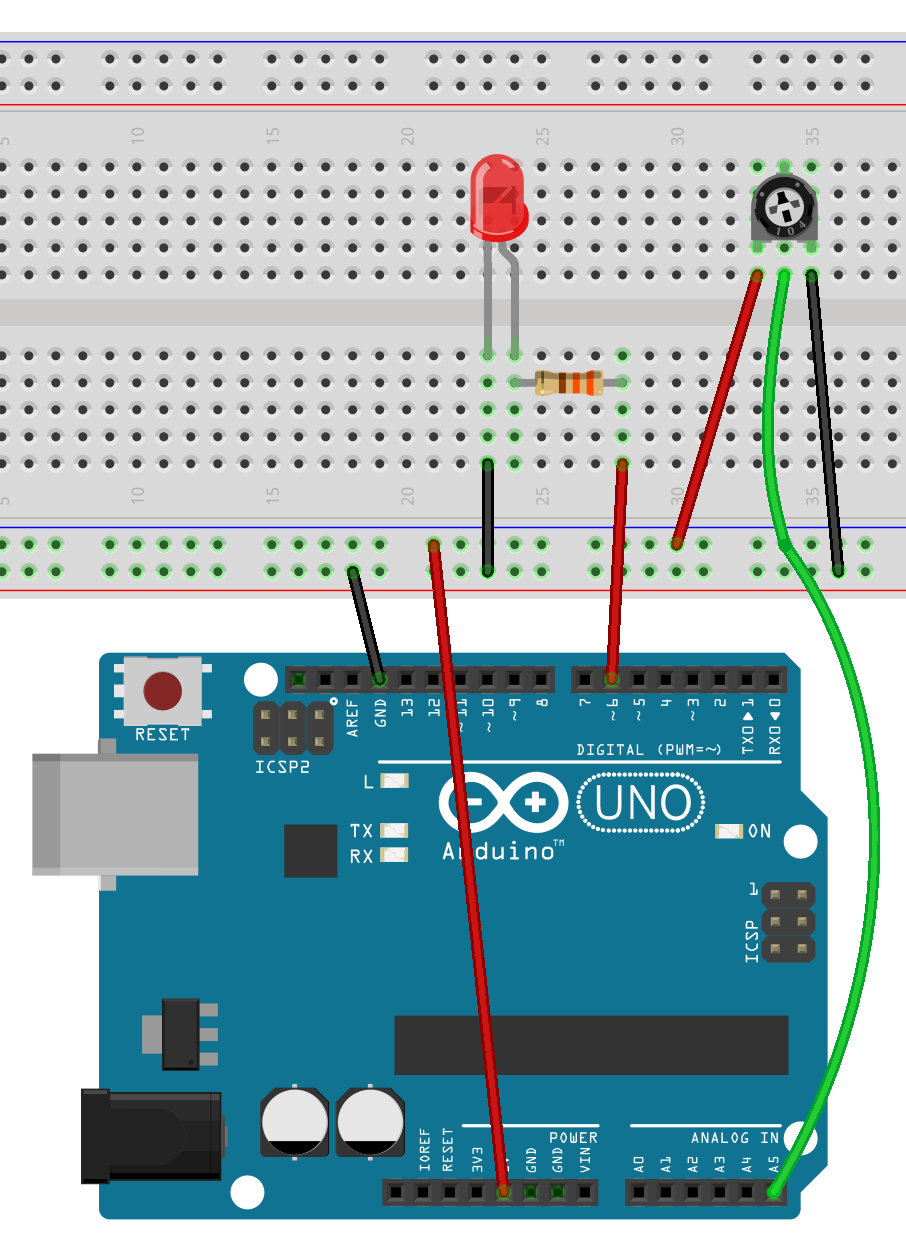 5 10 15 20 25 30 35
104
5 10 15 20 25 30 35
RESET
ICSP2
AREF
GND
13
12
~11
~10
~9
8
7
~6
~5
4
~3
2
TX0▶1
RX0◀0
DIGITAL (PWM=~)
L
TX
RX
UNO
ON
Arduino™
1
ICSP
IOREF
RESET
3V3
GND
GND
VIN
POWER
A0
A1
A2
A3
A4
A5
ANALOG IN